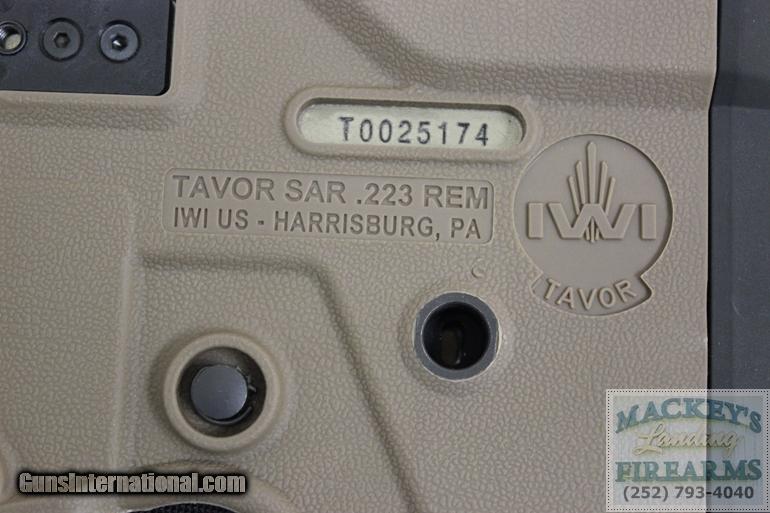 T0025174
TAVOR SAR .223 REM
IWI US - HARRISBURG, PA
IWI
TAVOR
MACKEY'S
Landing
FIREARMS
(252) 793-4040
GunsInternational.com